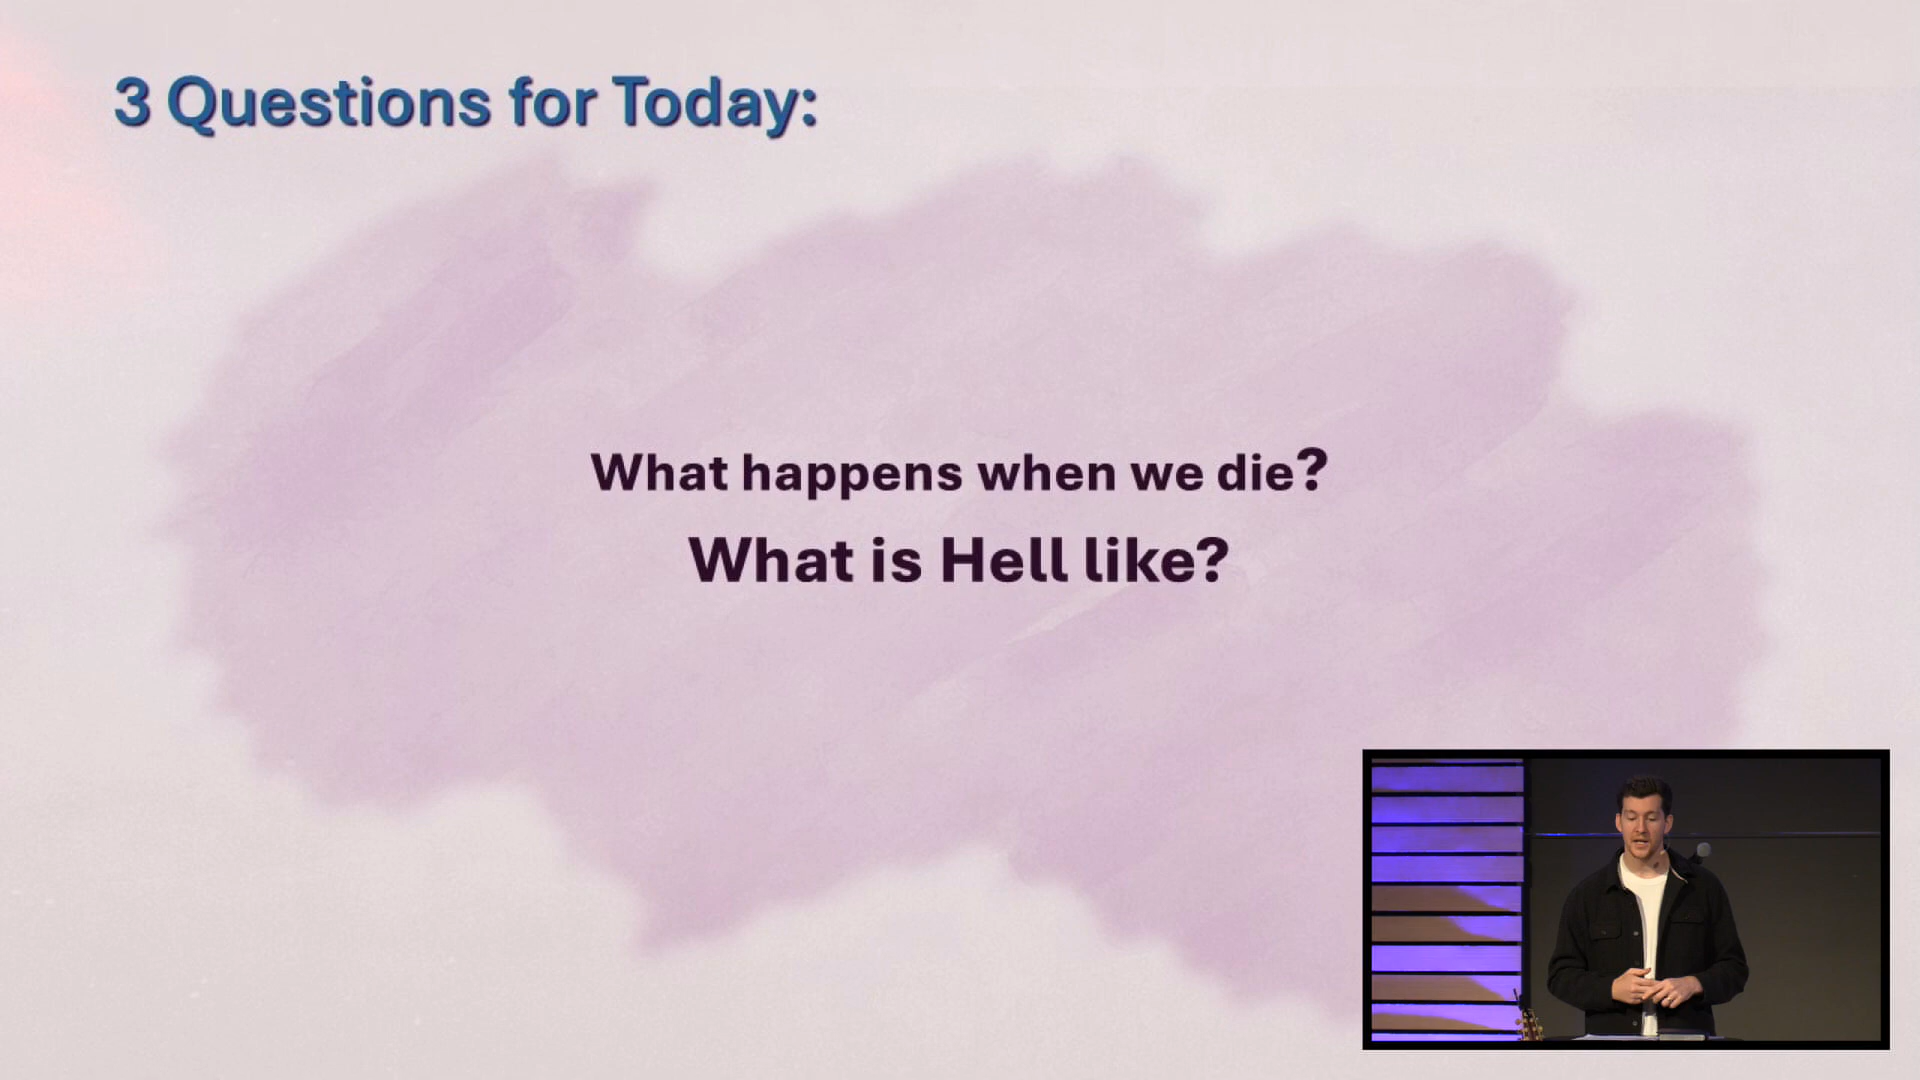 3 Questions for Today:
What happens when we die?
What is Hell like?